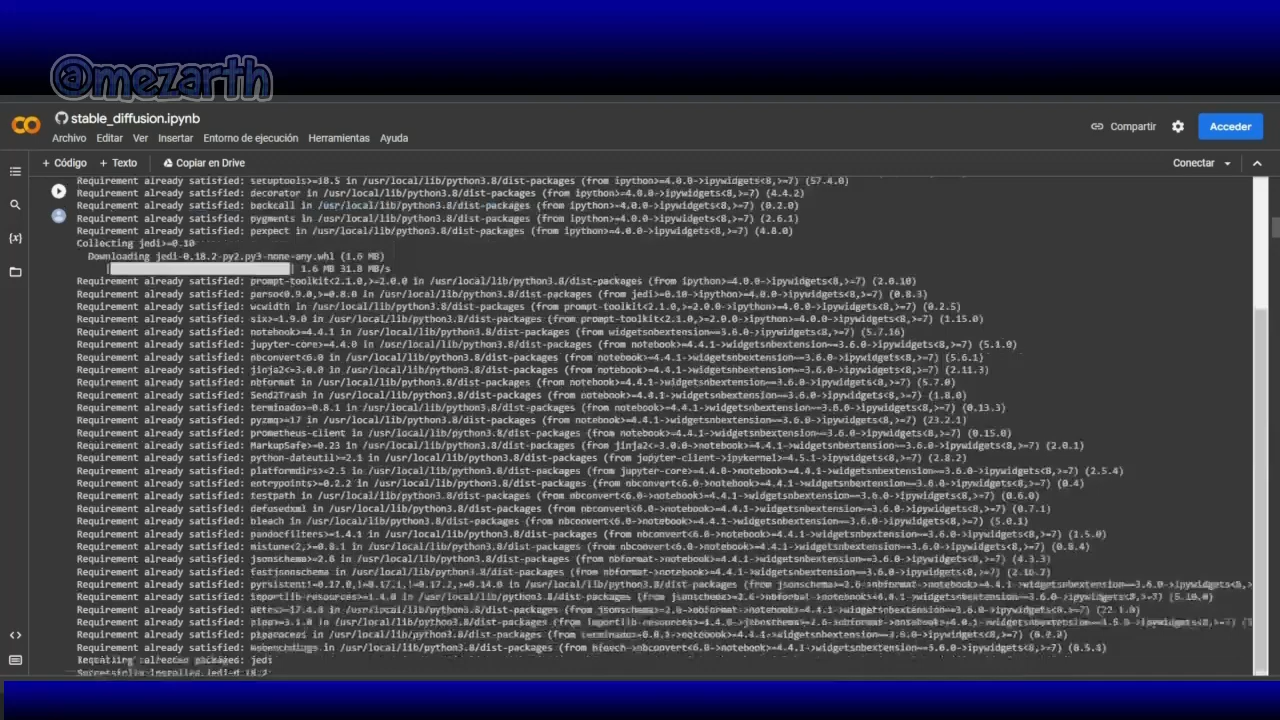 @mezarth
stable_diffusion.ipynb
Archivo Editar Ver Insertar Entorno de ejecución Herramientas Ayuda
Compartir
Acceder
+ Código + Texto Copiar en Drive
Conectar
Requirement already satisfied: setuptools>=18.5 in /usr/local/lib/python3.8/dist-packages (from ipython>=4.0.0->ipywidgets<8,>=7) (57.4.0)
Requirement already satisfied: decorator in /usr/local/lib/python3.8/dist-packages (from ipython>=4.0.0->ipywidgets<8,>=7) (4.4.2)
Requirement already satisfied: backcall in /usr/local/lib/python3.8/dist-packages (from ipython>=4.0.0->ipywidgets<8,>=7) (0.2.0)
Requirement already satisfied: pygments in /usr/local/lib/python3.8/dist-packages (from ipython>=4.0.0->ipywidgets<8,>=7) (2.6.1)
Requirement already satisfied: pexpect in /usr/local/lib/python3.8/dist-packages (from ipython>=4.0.0->ipywidgets<8,>=7) (4.8.0)
Collecting jedi>=0.10
Downloading jedi-0.18.2-py2.py3-none-any.whl (1.6 MB)
| | 1.6 MB 31.8 MB/s
Requirement already satisfied: prompt-toolkit<2.1.0,>=2.0.0 in /usr/local/lib/python3.8/dist-packages (from ipython>=4.0.0->ipywidgets<8,>=7) (2.0.10)
Requirement already satisfied: parso<0.9.0,>=0.8.0 in /usr/local/lib/python3.8/dist-packages (from jedi>=0.10->ipython>=4.0.0->ipywidgets<8,>=7) (0.8.3)
Requirement already satisfied: wcwidth in /usr/local/lib/python3.8/dist-packages (from prompt-toolkit<2.1.0,>=2.0.0->ipython>=4.0.0->ipywidgets<8,>=7) (0.2.5)
Requirement already satisfied: six>=1.9.0 in /usr/local/lib/python3.8/dist-packages (from prompt-toolkit<2.1.0,>=2.0.0->ipython>=4.0.0->ipywidgets<8,>=7) (1.15.0)
Requirement already satisfied: notebook>=4.4.1 in /usr/local/lib/python3.8/dist-packages (from widgetsnbextension~=3.6.0->ipywidgets<8,>=7) (5.7.16)
Requirement already satisfied: jupyter-core>=4.4.0 in /usr/local/lib/python3.8/dist-packages (from notebook>=4.4.1->widgetsnbextension~=3.6.0->ipywidgets<8,>=7) (5.1.0)
Requirement already satisfied: nbconvert<6.0 in /usr/local/lib/python3.8/dist-packages (from notebook>=4.4.1->widgetsnbextension~=3.6.0->ipywidgets<8,>=7) (5.6.1)
Requirement already satisfied: jinja2<=3.0.0 in /usr/local/lib/python3.8/dist-packages (from notebook>=4.4.1->widgetsnbextension~=3.6.0->ipywidgets<8,>=7) (2.11.3)
Requirement already satisfied: nbformat in /usr/local/lib/python3.8/dist-packages (from notebook>=4.4.1->widgetsnbextension~=3.6.0->ipywidgets<8,>=7) (5.7.0)
Requirement already satisfied: Send2Trash in /usr/local/lib/python3.8/dist-packages (from notebook>=4.4.1->widgetsnbextension~=3.6.0->ipywidgets<8,>=7) (1.8.0)
Requirement already satisfied: terminado>=0.8.1 in /usr/local/lib/python3.8/dist-packages (from notebook>=4.4.1->widgetsnbextension~=3.6.0->ipywidgets<8,>=7) (0.13.3)
Requirement already satisfied: pyzmq>=17 in /usr/local/lib/python3.8/dist-packages (from notebook>=4.4.1->widgetsnbextension~=3.6.0->ipywidgets<8,>=7) (23.2.1)
Requirement already satisfied: prometheus-client in /usr/local/lib/python3.8/dist-packages (from notebook>=4.4.1->widgetsnbextension~=3.6.0->ipywidgets<8,>=7) (0.15.0)
Requirement already satisfied: MarkupSafe>=0.23 in /usr/local/lib/python3.8/dist-packages (from jinja2<=3.0.0->notebook>=4.4.1->widgetsnbextension~=3.6.0->ipywidgets<8,>=7) (2.0.1)
Requirement already satisfied: python-dateutil>=2.1 in /usr/local/lib/python3.8/dist-packages (from jupyter-client->ipykernel>=4.5.1->ipywidgets<8,>=7) (2.8.2)
Requirement already satisfied: platformdirs>=2.5 in /usr/local/lib/python3.8/dist-packages (from jupyter-core>=4.4.0->notebook>=4.4.1->widgetsnbextension~=3.6.0->ipywidgets<8,>=7) (2.5.4)
Requirement already satisfied: entrypoints>=0.2.2 in /usr/local/lib/python3.8/dist-packages (from nbconvert<6.0->notebook>=4.4.1->widgetsnbextension~=3.6.0->ipywidgets<8,>=7) (0.4)
Requirement already satisfied: testpath in /usr/local/lib/python3.8/dist-packages (from nbconvert<6.0->notebook>=4.4.1->widgetsnbextension~=3.6.0->ipywidgets<8,>=7) (0.6.0)
Requirement already satisfied: defusedxml in /usr/local/lib/python3.8/dist-packages (from nbconvert<6.0->notebook>=4.4.1->widgetsnbextension~=3.6.0->ipywidgets<8,>=7) (0.7.1)
Requirement already satisfied: bleach in /usr/local/lib/python3.8/dist-packages (from nbconvert<6.0->notebook>=4.4.1->widgetsnbextension~=3.6.0->ipywidgets<8,>=7) (5.0.1)
Requirement already satisfied: pandocfilters>=1.4.1 in /usr/local/lib/python3.8/dist-packages (from nbconvert<6.0->notebook>=4.4.1->widgetsnbextension~=3.6.0->ipywidgets<8,>=7) (1.5.0)
Requirement already satisfied: mistune<2,>=0.8.1 in /usr/local/lib/python3.8/dist-packages (from nbconvert<6.0->notebook>=4.4.1->widgetsnbextension~=3.6.0->ipywidgets<8,>=7) (0.8.4)
Requirement already satisfied: jsonschema>=2.6 in /usr/local/lib/python3.8/dist-packages (from nbformat->notebook>=4.4.1->widgetsnbextension~=3.6.0->ipywidgets<8,>=7) (4.3.3)
Requirement already satisfied: fastjsonschema in /usr/local/lib/python3.8/dist-packages (from nbformat->notebook>=4.4.1->widgetsnbextension~=3.6.0->ipywidgets<8,>=7)
Requirement already satisfied: in /usr/local/lib/python3.8/dist-packages
Requirement already satisfied: importlib-resources>=1.4.0 in /usr/local/lib/python3.8/dist-packages
Requirement already satisfied: in /usr/local/lib/python3.8/dist-packages
Requirement already satisfied: in /usr/local/lib/python3.8/dist-packages
Requirement already satisfied: in /usr/local/lib/python3.8/dist-packages
Requirement already satisfied: in /usr/local/lib/python3.8/dist-packages
jedi